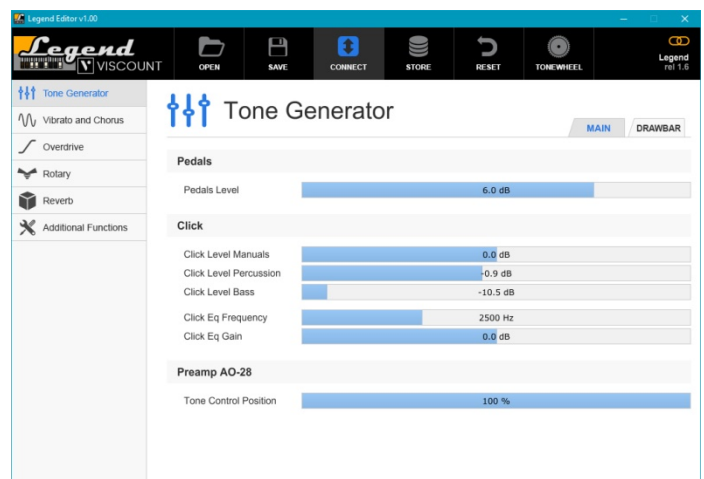 Legend Editor v1.00
Legend
VISCOUNT
OPEN
SAVE
CONNECT
STORE
RESET
TONEWHEEL
Legend
rel 1.6
Tone Generator
Vibrato and Chorus
Overdrive
Rotary
Reverb
Additional Functions
Tone Generator
MAIN
DRAWBAR
Pedals
Pedals Level 6.0 dB
Click
Click Level Manuals 0.0 dB
Click Level Percussion -0.9 dB
Click Level Bass -10.5 dB
Click Eq Frequency 2500 Hz
Click Eq Gain 0.0 dB
Preamp AO-28
Tone Control Position 100 %